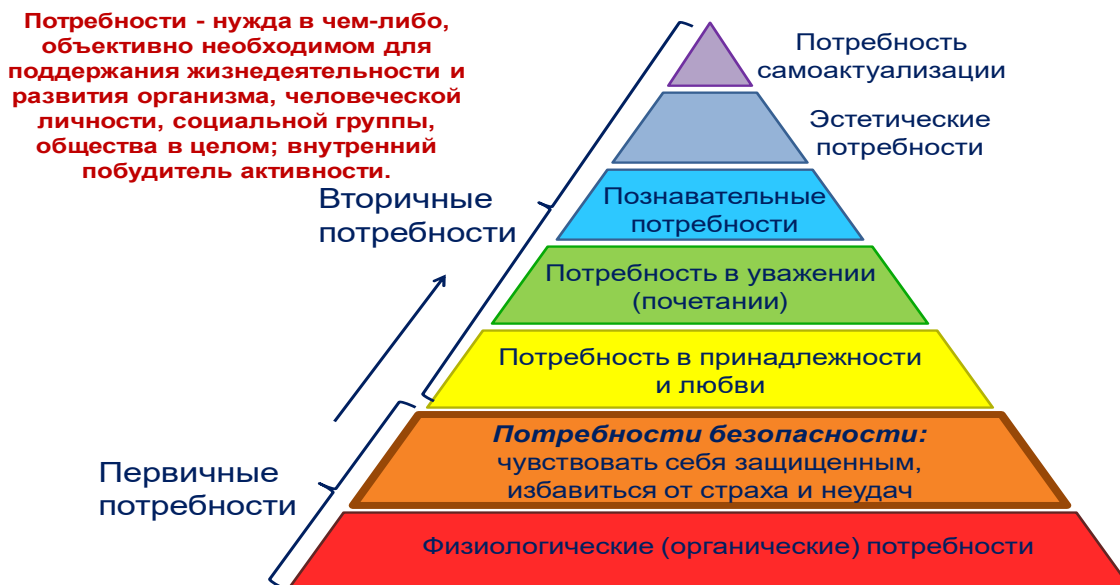 Потребности - нужда в чем-либо,
объективно необходимом для
поддержания жизнедеятельности и
развития организма, человеческой
личности, социальной группы,
общества в целом; внутренний
побудитель активности.
Потребность
самоактуализации
Эстетические
потребности
Вторичные
потребности
Познавательные
потребности
Потребность в уважении
(почетании)
Потребность в принадлежности
и любви
Первичные
потребности
Потребности безопасности:
чувствовать себя защищенным,
избавиться от страха и неудач
Физиологические (органические) потребности